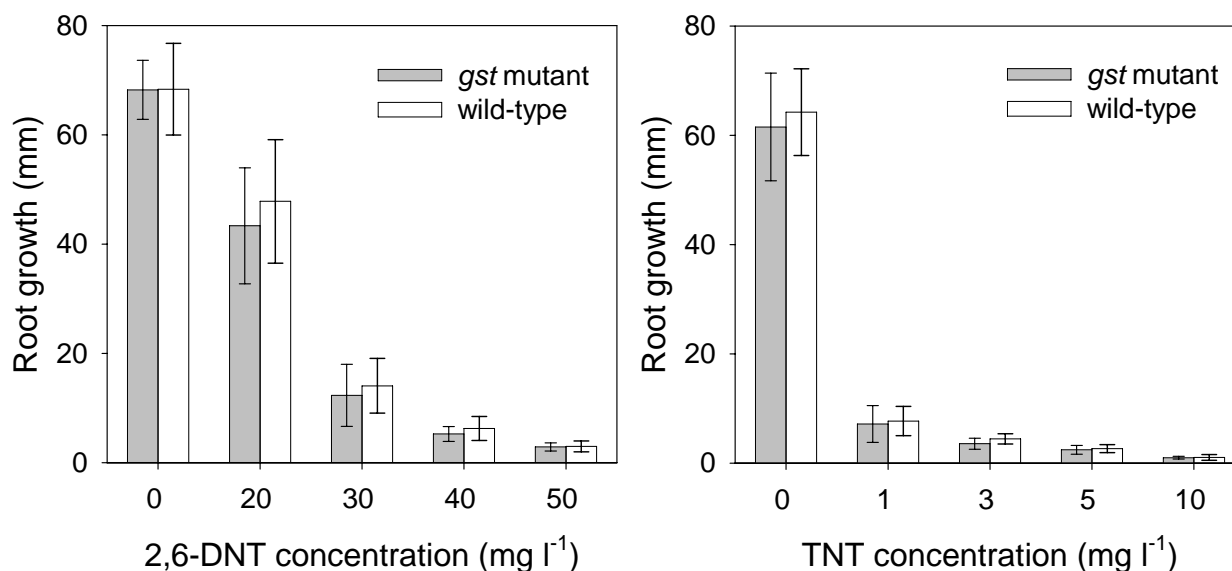 80
60
40
20
0
Root growth (mm)
gst mutant
wild-type
0 20 30 40 50
2,6-DNT concentration (mg l⁻¹)
80
60
40
20
0
Root growth (mm)
gst mutant
wild-type
0 1 3 5 10
TNT concentration (mg l⁻¹)